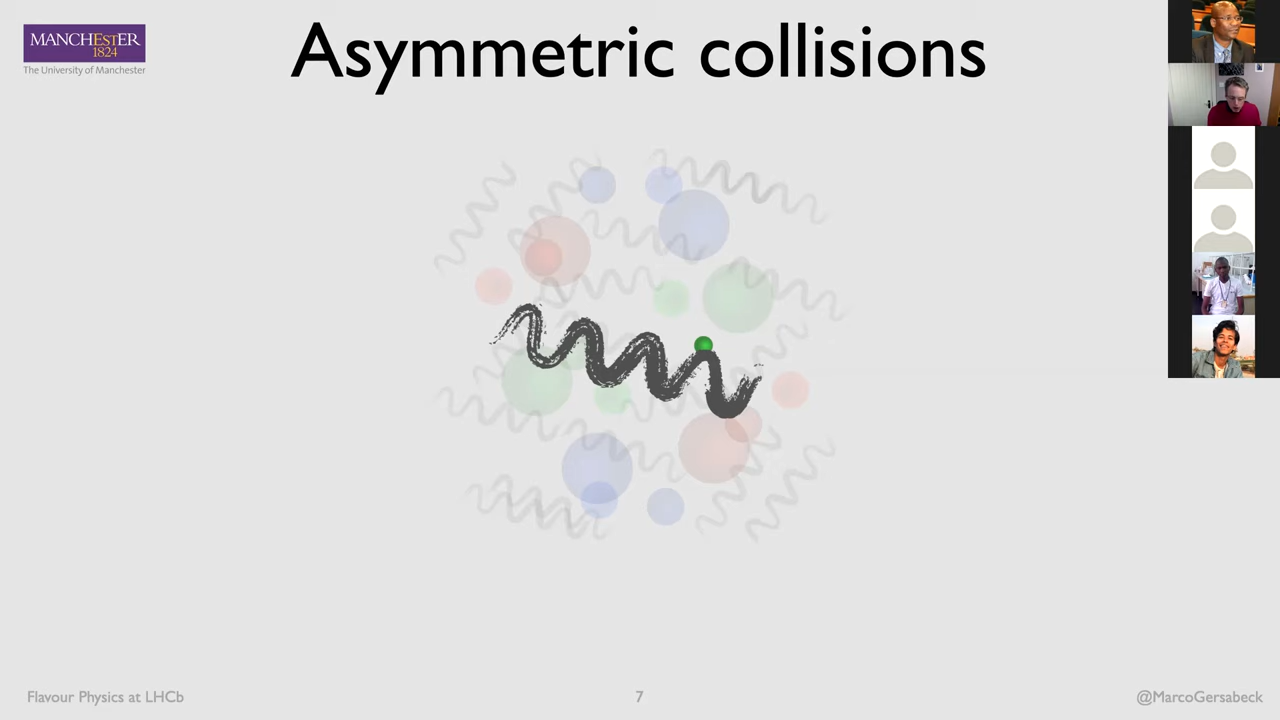 MANCHESTER
1824
The University of Manchester
Asymmetric collisions
Flavour Physics at LHCb
7
@MarcoGersabeck